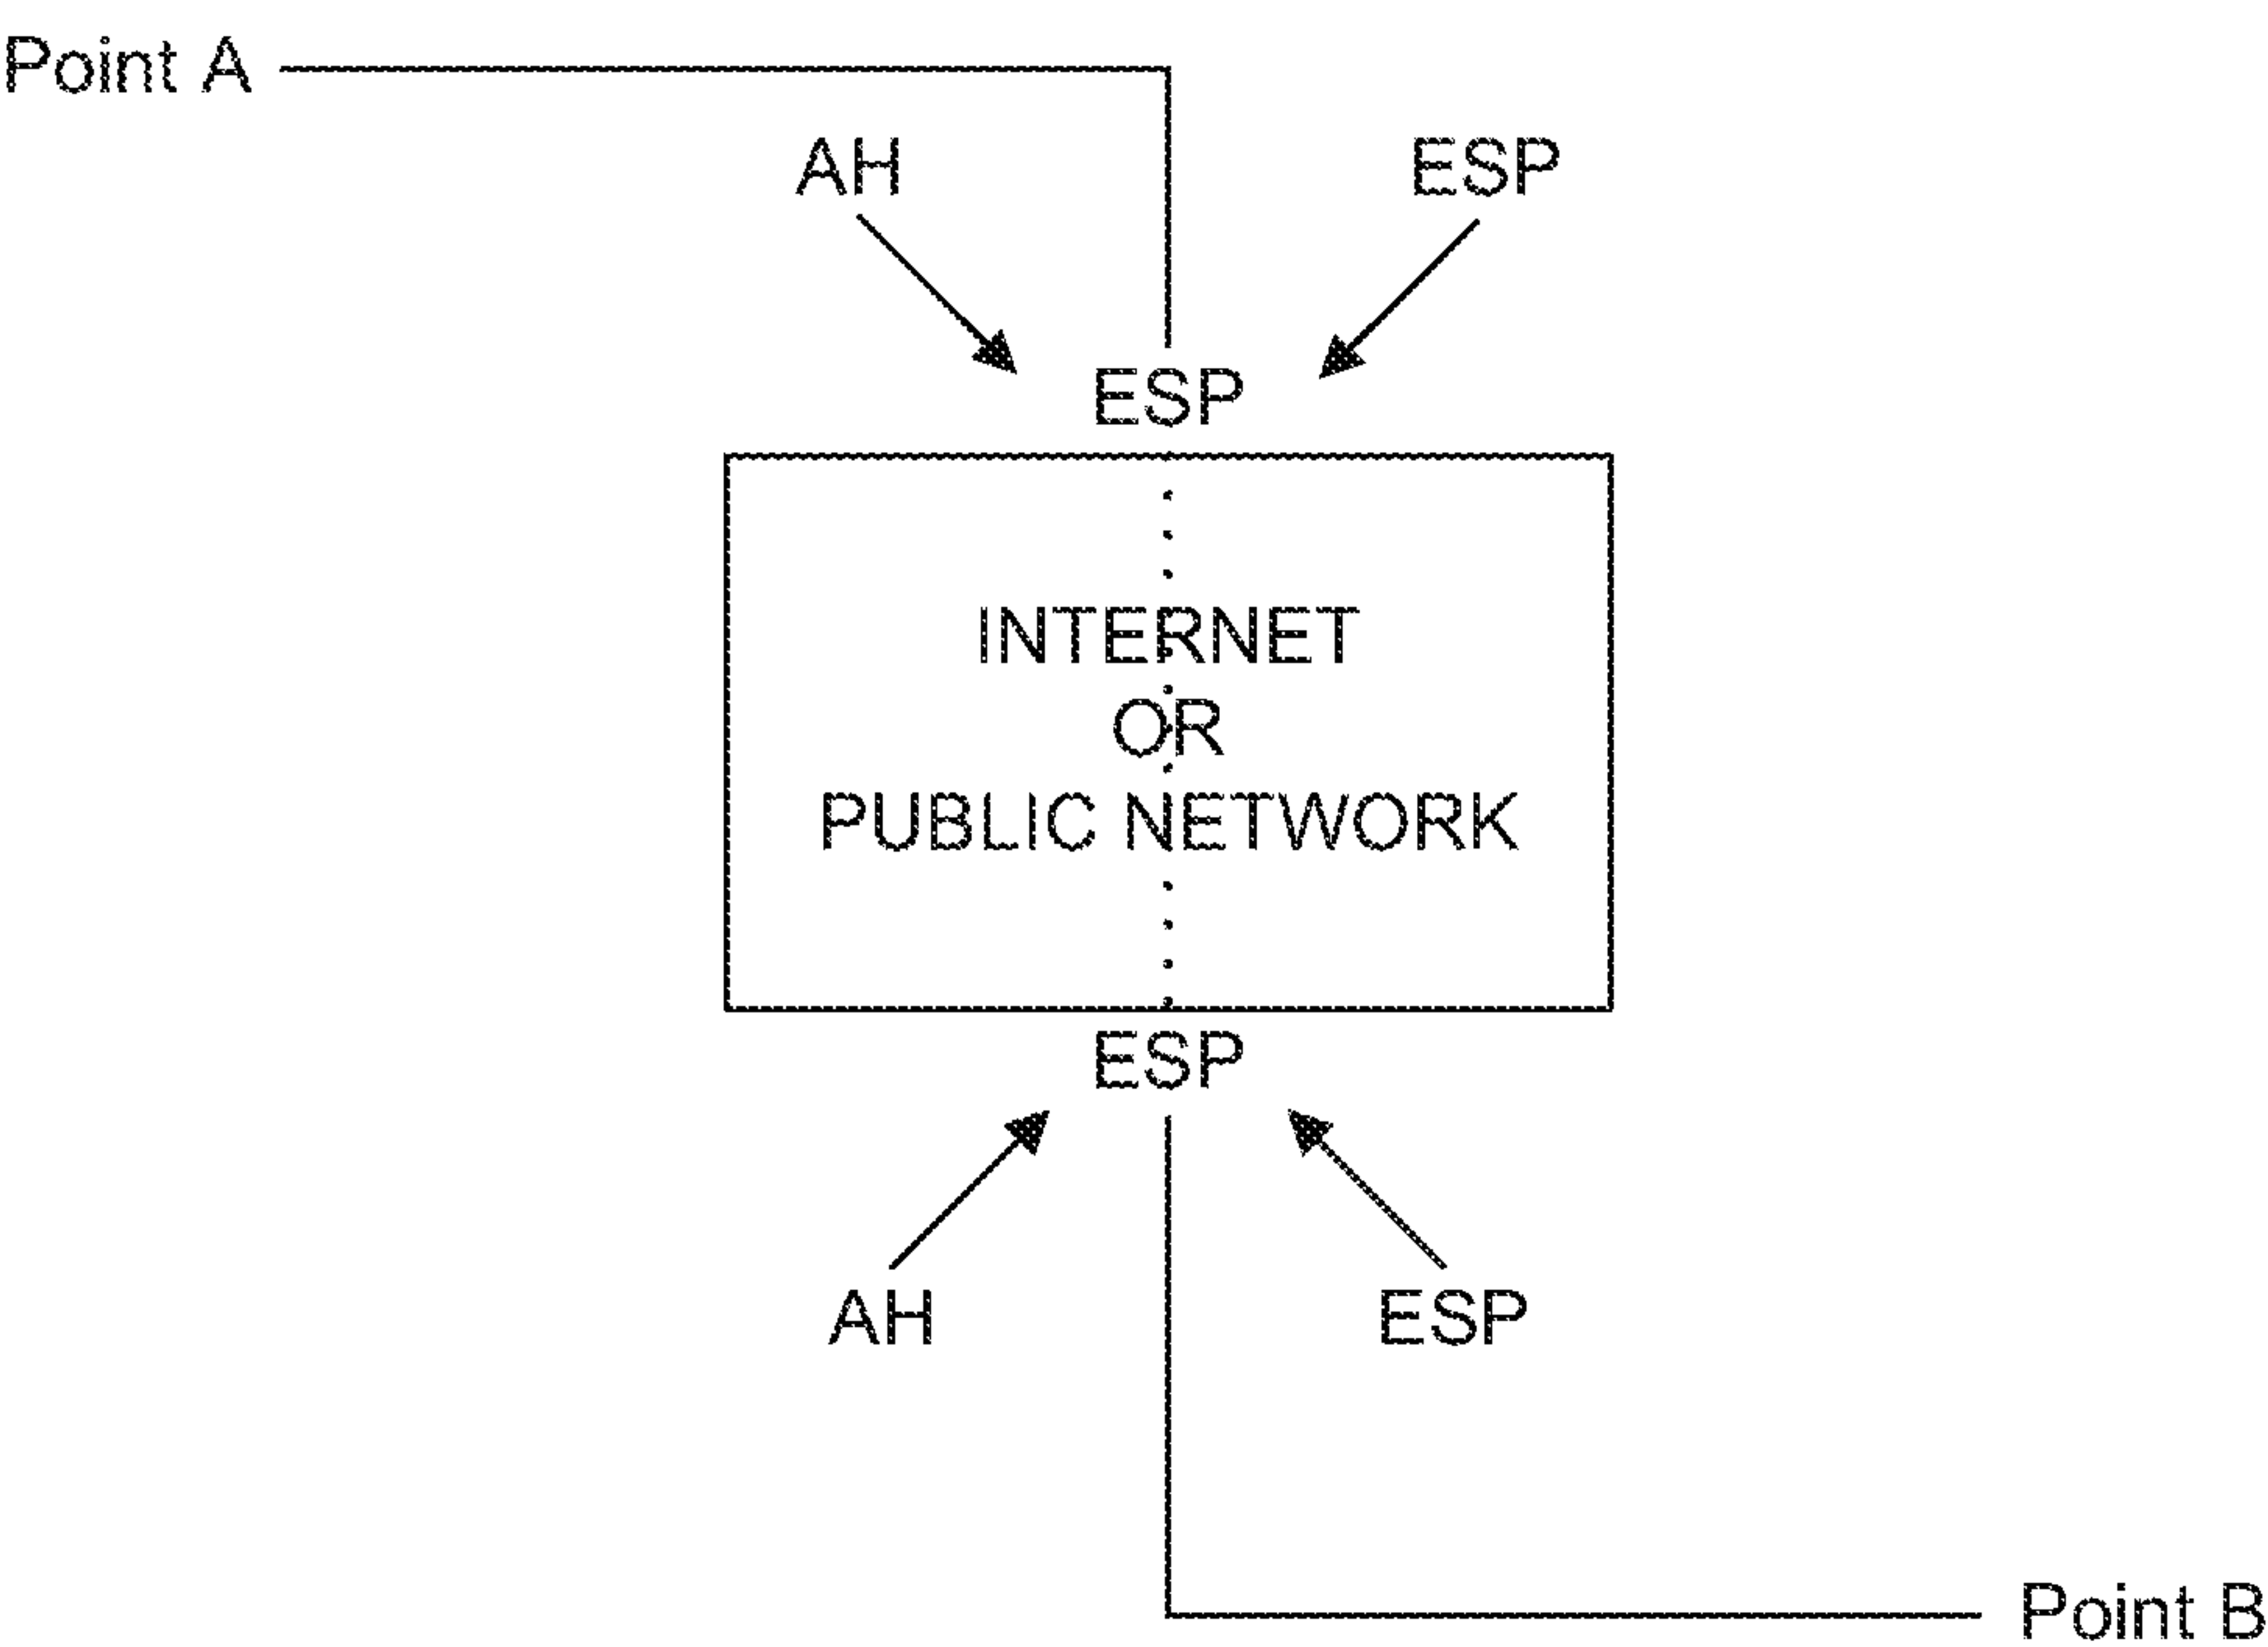 Point A
AH
ESP
ESP
INTERNET
OR
PUBLIC NETWORK
ESP
AH
ESP
Point B